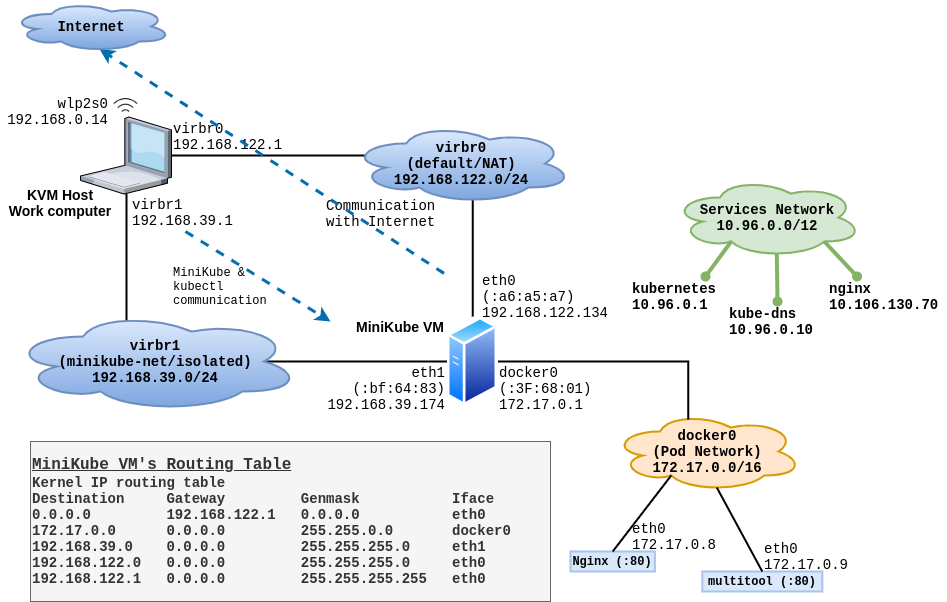 Internet
wlp2s0
192.168.0.14
virbr0
192.168.122.1
virbr0
(default/NAT)
192.168.122.0/24
KVM Host
Work computer
virbr1
192.168.39.1
Communication
with Internet
Services Network
10.96.0.0/12
MiniKube &
kubectl
communication
eth0
(:a6:a5:a7)
192.168.122.134
kubernetes
10.96.0.1
kube-dns
10.96.0.10
nginx
10.106.130.70
MiniKube VM
virbr1
(minikube-net/isolated)
192.168.39.0/24
eth1
(:bf:64:83)
192.168.39.174
docker0
(:3F:68:01)
172.17.0.1
docker0
(Pod Network)
172.17.0.0/16
MiniKube VM's Routing Table
Kernel IP routing table
Destination Gateway Genmask Iface
0.0.0.0 192.168.122.1 0.0.0.0 eth0
172.17.0.0 0.0.0.0 255.255.0.0 docker0
192.168.39.0 0.0.0.0 255.255.255.0 eth1
192.168.122.0 0.0.0.0 255.255.255.0 eth0
192.168.122.1 0.0.0.0 255.255.255.255 eth0
eth0
172.17.0.8
Nginx (:80)
eth0
172.17.0.9
multitool (:80)